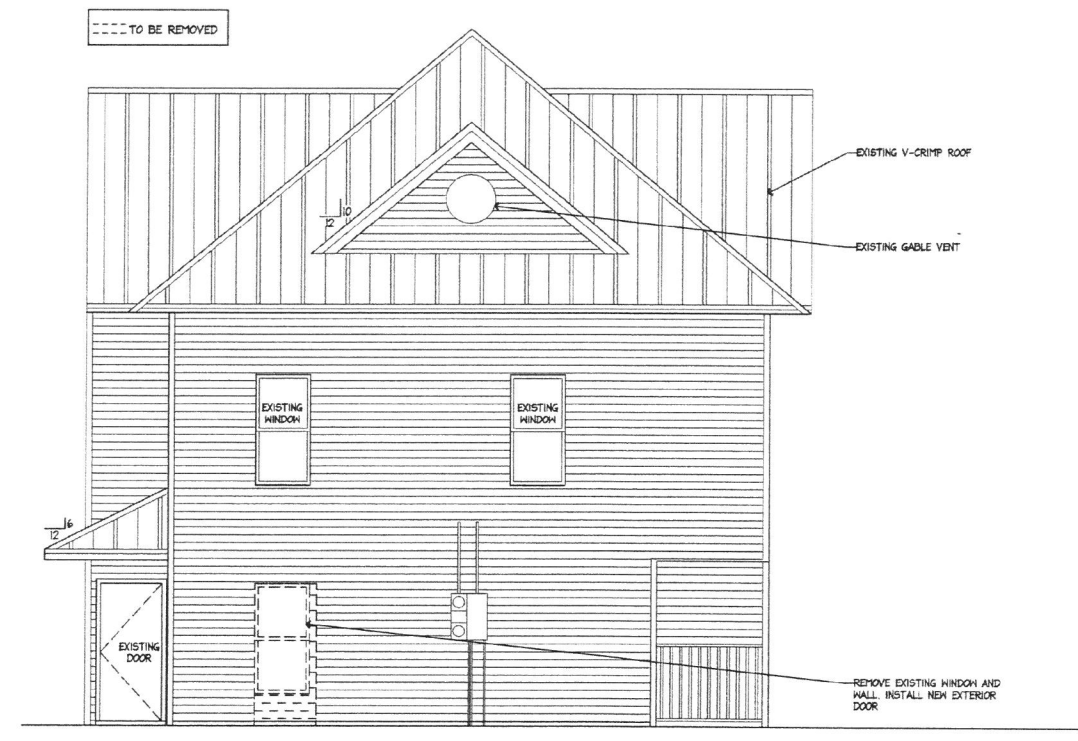 TO BE REMOVED
EXISTING V-CRIMP ROOF
10
12
EXISTING GABLE VENT
EXISTING
WINDOW
EXISTING
WINDOW
6
12
EXISTING
DOOR
REMOVE EXISTING WINDOW AND
WALL. INSTALL NEW EXTERIOR
DOOR